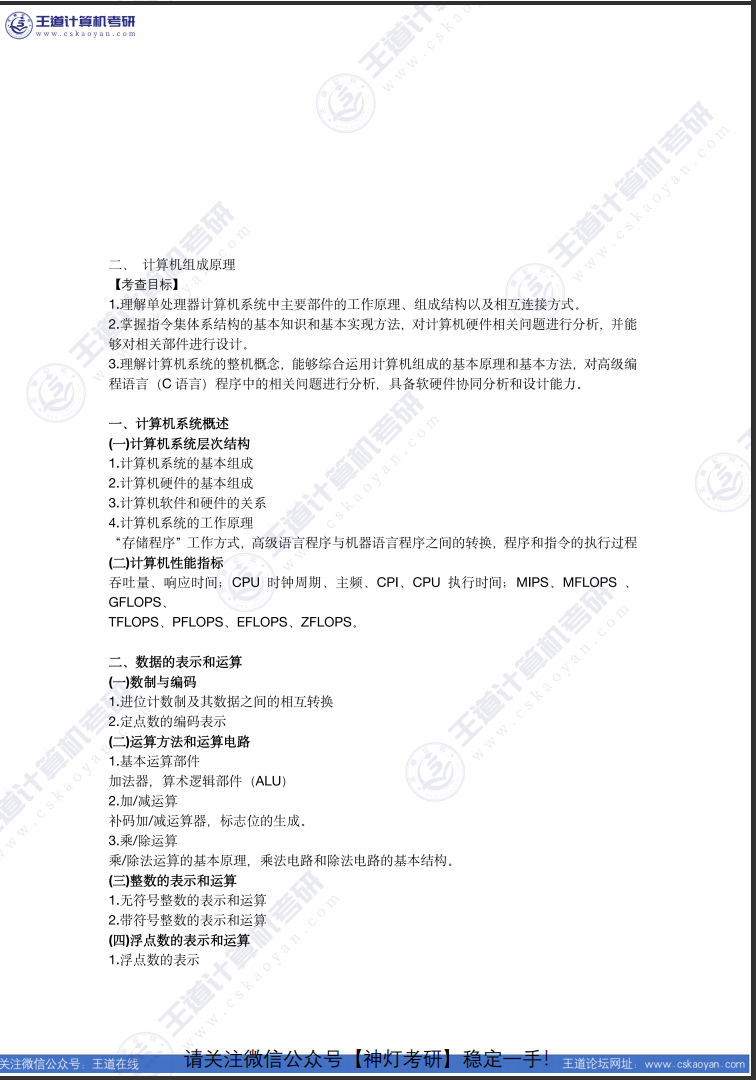 王道计算机考研
www.cskaoyan.com
二、 计算机组成原理
【考查目标】
1.理解单处理器计算机系统中主要部件的工作原理、组成结构以及相互连接方式。
2.掌握指令集体系结构的基本知识和基本实现方法，对计算机硬件相关问题进行分析，并能
够对相关部件进行设计。
3.理解计算机系统的整机概念，能够综合运用计算机组成的基本原理和基本方法，对高级编
程语言（C 语言）程序中的相关问题进行分析，具备软硬件协同分析和设计能力。
一、计算机系统概述
(一)计算机系统层次结构
1.计算机系统的基本组成
2.计算机硬件的基本组成
3.计算机软件和硬件的关系
4.计算机系统的工作原理
“存储程序”工作方式，高级语言程序与机器语言程序之间的转换，程序和指令的执行过程
(二)计算机性能指标
吞吐量、响应时间；CPU 时钟周期、主频、CPI、CPU 执行时间；MIPS、MFLOPS 、
GFLOPS、
TFLOPS、PFLOPS、EFLOPS、ZFLOPS。
二、数据的表示和运算
(一)数制与编码
1.进位计数制及其数据之间的相互转换
2.定点数的编码表示
(二)运算方法和运算电路
1.基本运算部件
加法器，算术逻辑部件（ALU）
2.加/减运算
补码加/减运算器，标志位的生成。
3.乘/除运算
乘/除法运算的基本原理，乘法电路和除法电路的基本结构。
(三)整数的表示和运算
1.无符号整数的表示和运算
2.带符号整数的表示和运算
(四)浮点数的表示和运算
1.浮点数的表示
关注微信公众号：王道在线
请关注微信公众号【神灯考研】稳定一手！
王道论坛网址：www.cskaoyan.com